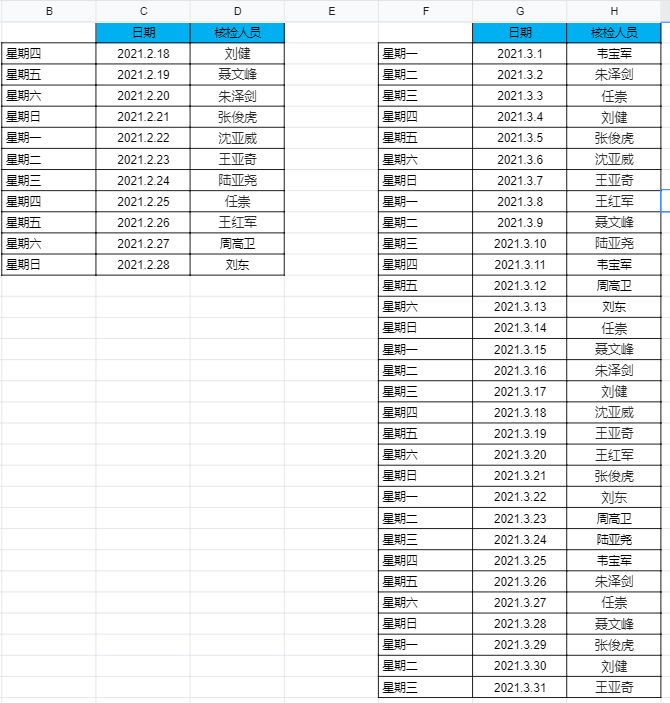 B C D E F G H
日期 核检人员 日期 核检人员
星期四 2021.2.18 刘健 星期一 2021.3.1 韦宝军
星期五 2021.2.19 聂文峰 星期二 2021.3.2 朱泽剑
星期六 2021.2.20 朱泽剑 星期三 2021.3.3 任崇
星期日 2021.2.21 张俊虎 星期四 2021.3.4 刘健
星期一 2021.2.22 沈亚威 星期五 2021.3.5 张俊虎
星期二 2021.2.23 王亚奇 星期六 2021.3.6 沈亚威
星期三 2021.2.24 陆亚尧 星期日 2021.3.7 王亚奇
星期四 2021.2.25 任崇 星期一 2021.3.8 王红军
星期五 2021.2.26 王红军 星期二 2021.3.9 聂文峰
星期六 2021.2.27 周高卫 星期三 2021.3.10 陆亚尧
星期日 2021.2.28 刘东 星期四 2021.3.11 韦宝军
星期五 2021.3.12 周高卫
星期六 2021.3.13 刘东
星期日 2021.3.14 任崇
星期一 2021.3.15 聂文峰
星期二 2021.3.16 朱泽剑
星期三 2021.3.17 刘健
星期四 2021.3.18 沈亚威
星期五 2021.3.19 王亚奇
星期六 2021.3.20 王红军
星期日 2021.3.21 张俊虎
星期一 2021.3.22 刘东
星期二 2021.3.23 周高卫
星期三 2021.3.24 陆亚尧
星期四 2021.3.25 韦宝军
星期五 2021.3.26 朱泽剑
星期六 2021.3.27 任崇
星期日 2021.3.28 聂文峰
星期一 2021.3.29 张俊虎
星期二 2021.3.30 刘健
星期三 2021.3.31 王亚奇